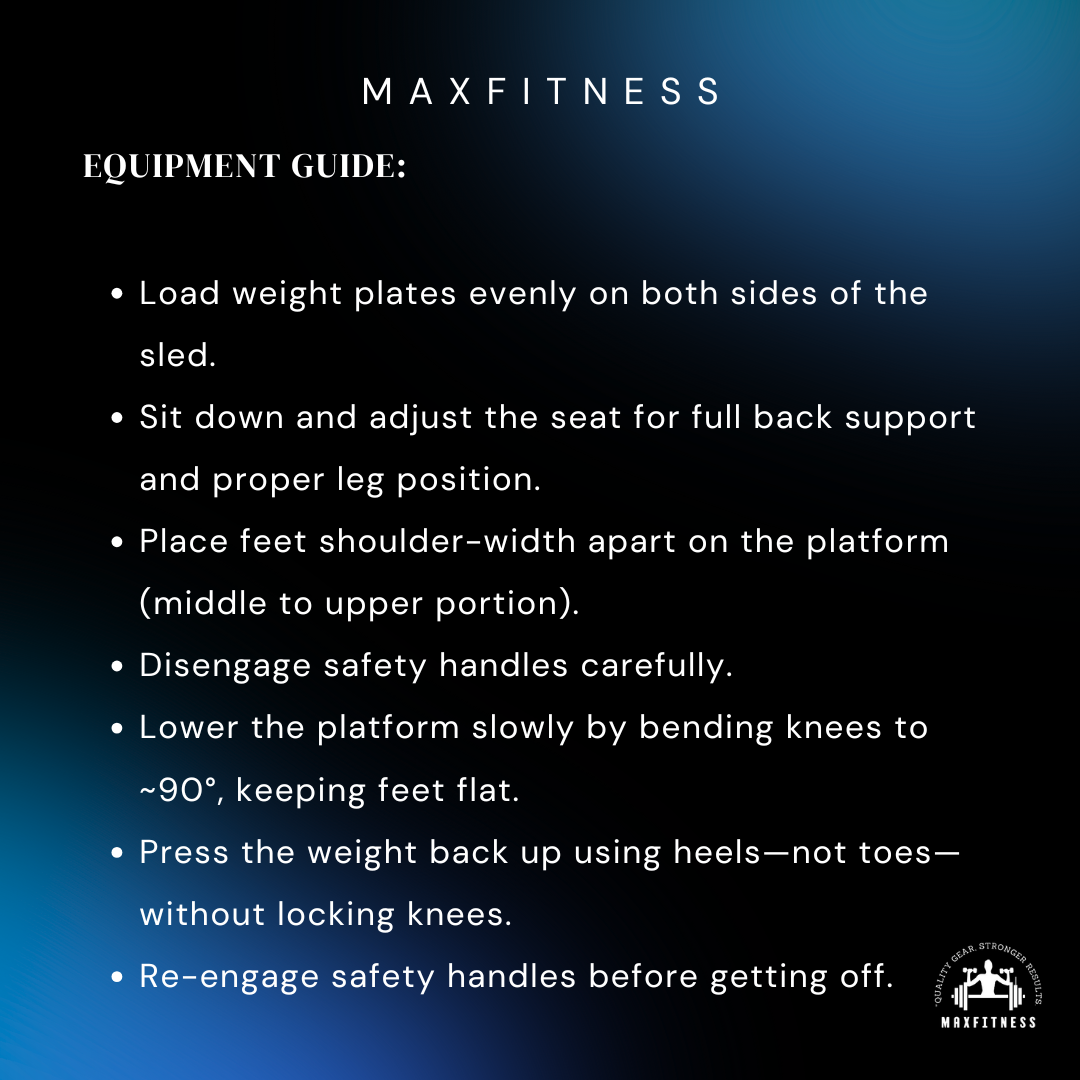 MAXFITNESS
EQUIPMENT GUIDE:
• Load weight plates evenly on both sides of the
sled.
• Sit down and adjust the seat for full back support
and proper leg position.
• Place feet shoulder-width apart on the platform
(middle to upper portion).
• Disengage safety handles carefully.
• Lower the platform slowly by bending knees to
~90°, keeping feet flat.
• Press the weight back up using heels—not toes—
without locking knees.
• Re-engage safety handles before getting off.
"QUALITY GEAR, STRONGER RESULTS
MAXFITNESS